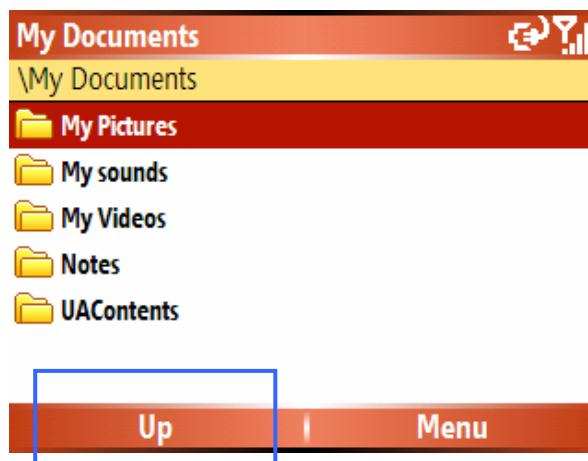 My Documents
\My Documents
My Pictures
My sounds
My Videos
Notes
UAContents
Up Menu